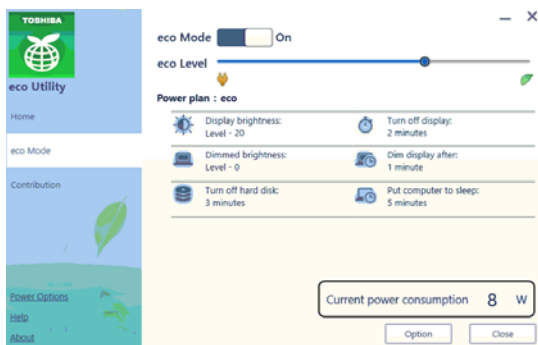 TOSHIBA
eco Utility
Home
eco Mode
Contribution
Power Options
Help
About
eco Mode On
eco Level
Power plan : eco
Display brightness:
Level - 20
Turn off display:
2 minutes
Dimmed brightness:
Level - 0
Dim display after:
1 minute
Turn off hard disk:
3 minutes
Put computer to sleep:
5 minutes
Current power consumption 8 W
Option
Close